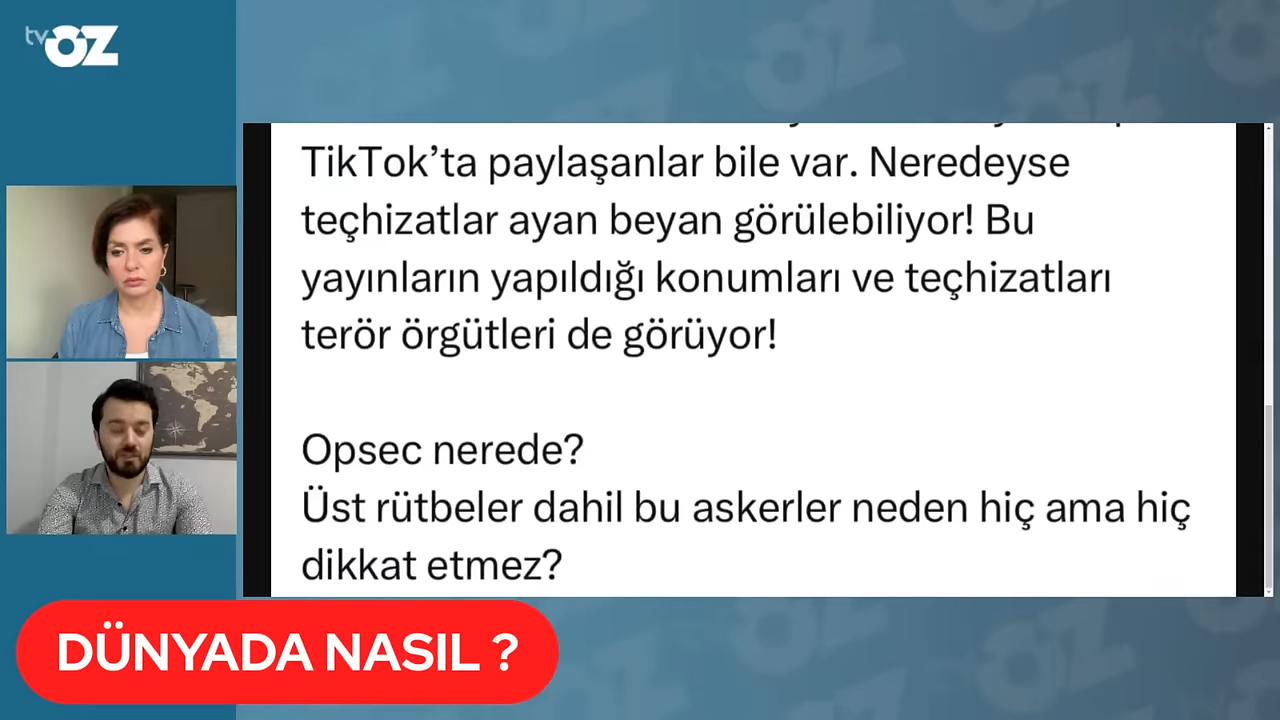 tvÖZ
TikTok’ta paylaşanlar bile var. Neredeyse
teçhizatlar ayan beyan görülebiliyor! Bu
yayınların yapıldığı konumları ve teçhizatları
terör örgütleri de görüyor!
Opsec nerede?
Üst rütbeler dahil bu askerler neden hiç ama hiç
dikkat etmez?
DÜNYADA NASIL ?